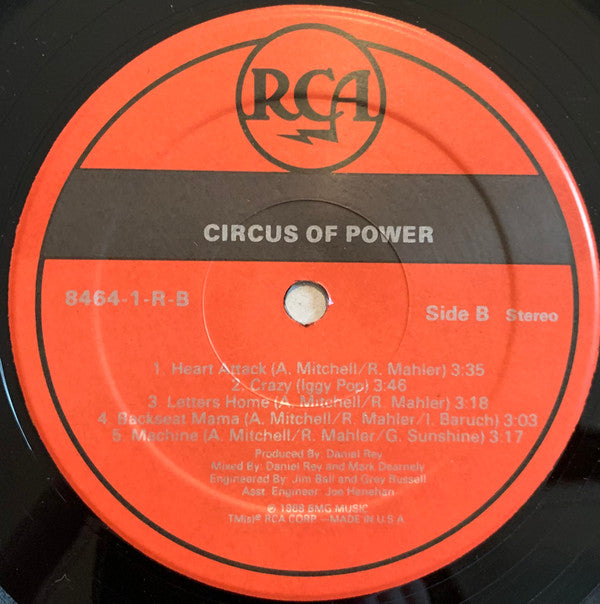 RCA
CIRCUS OF POWER
8464-1-R-B
Side B Stereo
1. Heart Attack (A. Mitchell/R. Mahler) 3:35
2. Crazy (Iggy Pop) 3:46
3. Letters Home (A. Mitchell/R. Mahler) 3:18
4. Backseat Mama (A. Mitchell/R. Mahler/I. Baruch) 3:03
5. Machine (A. Mitchell/R. Mahler/G. Sunshine) 3:17
Produced By: Daniel Rey
Mixed By: Daniel Rey and Mark Dearnely
Engineered By: Jim Ball and Grey Russell
Asst. Engineer: Joe Henehan
℗ 1988 BMG MUSIC
TM(s)® RCA CORP.—MADE IN U.S.A.